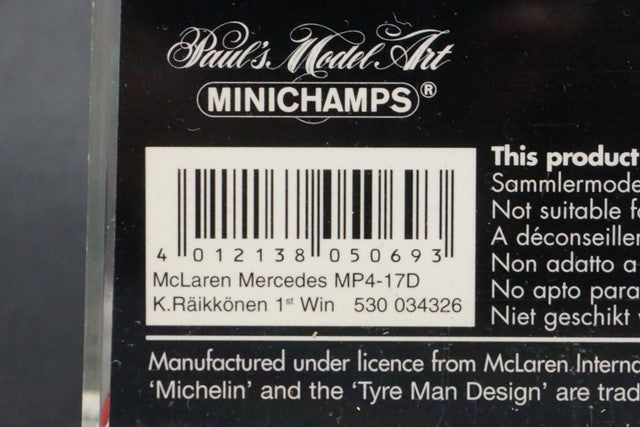 Paul's Model Art
MINICHAMPS®
4 012138 050693
McLaren Mercedes MP4-17D
K.Räikkönen 1st Win 530 034326
This product
Sammlermode
Not suitable f
A déconseiller
Non adatto a
No apto para
Niet geschikt
Manufactured under licence from McLaren Interna
'Michelin' and the 'Tyre Man Design' are trad